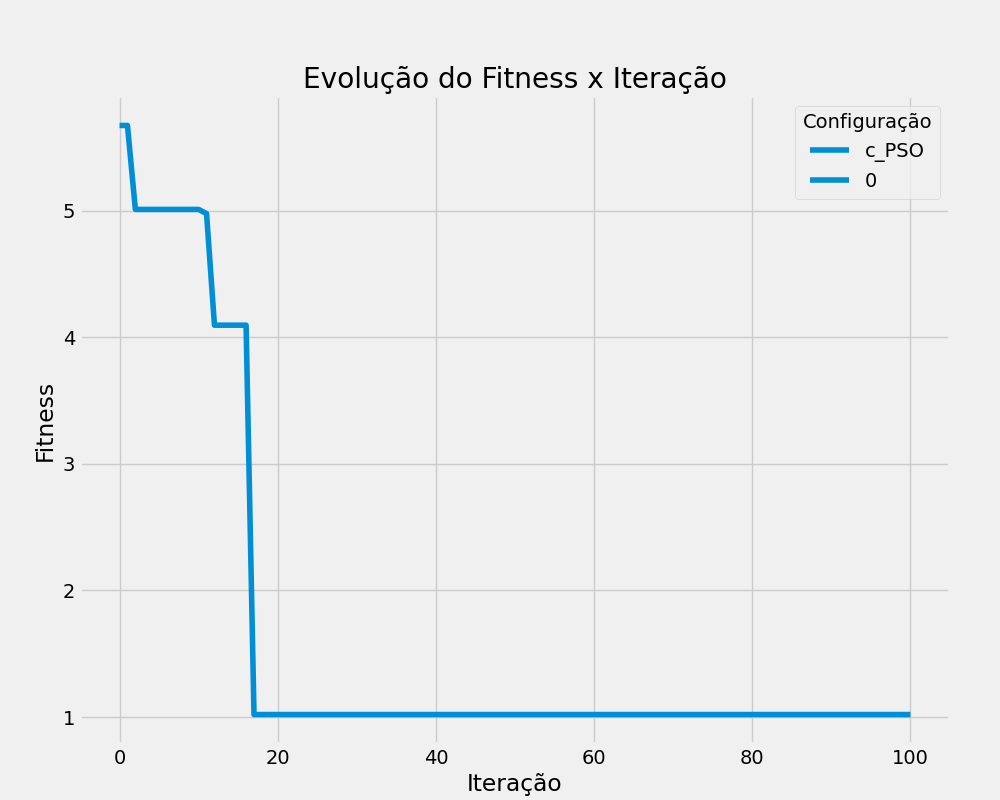 Evolução do Fitness x Iteração
Configuração
c_PSO
0
Fitness
5
4
3
2
1
0 20 40 60 80 100
Iteração